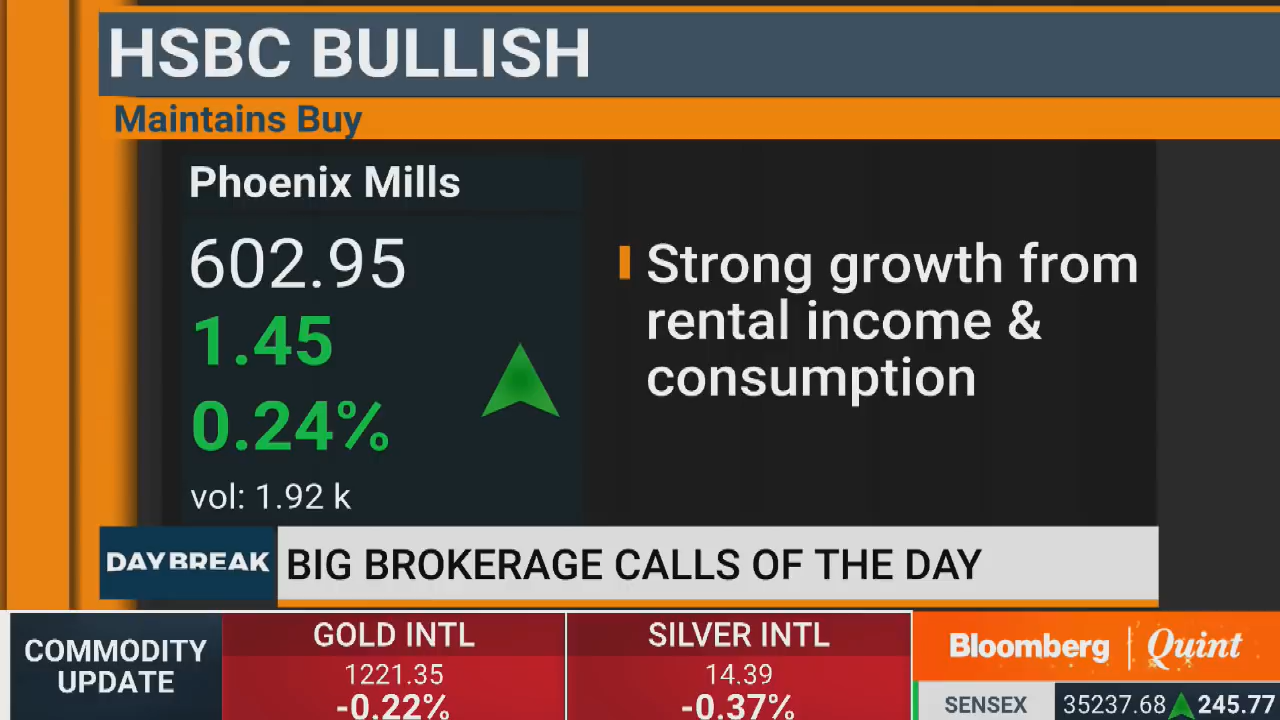 HSBC BULLISH
Maintains Buy
Phoenix Mills
602.95
1.45
0.24%
vol: 1.92 k
Strong growth from
rental income &
consumption
DAYBREAK
BIG BROKERAGE CALLS OF THE DAY
COMMODITY
UPDATE
GOLD INTL
1221.35
-0.22%
SILVER INTL
14.39
-0.37%
Bloomberg | Quint
SENSEX 35237.68 245.77